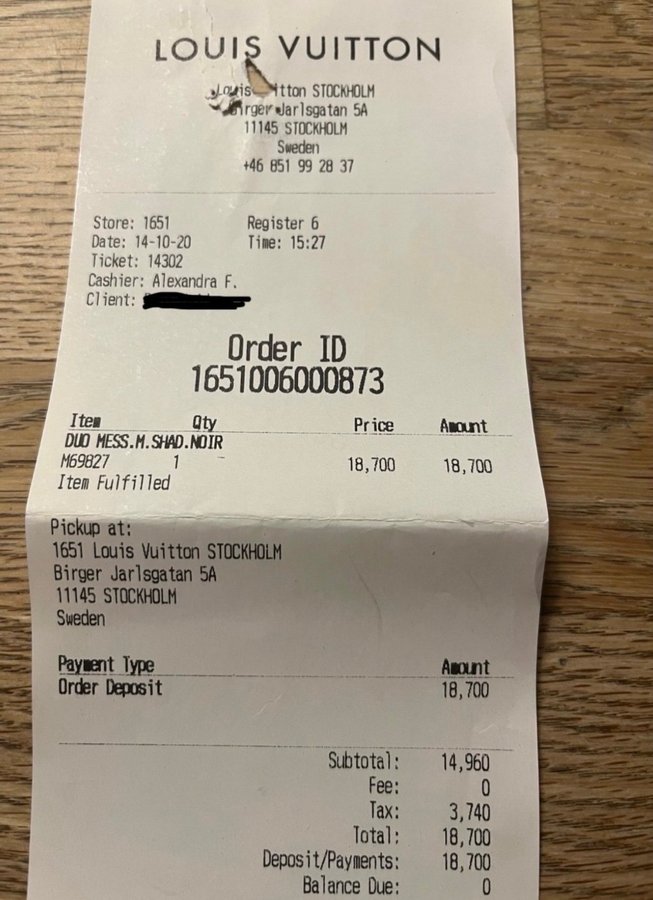 LOUIS VUITTON
Louis itton STOCKHOLM
Birger Jarlsgatan 5A
11145 STOCKHOLM
Sweden
+46 851 99 28 37
Store: 1651 Register 6
Date: 14-10-20 Time: 15:27
Ticket: 14302
Cashier: Alexandra F.
Client:
Order ID
1651006000873
Item Qty Price Amount
DUO MESS.M.SHAD.NOIR
M69827 1 18,700 18,700
Item Fulfilled
Pickup at:
1651 Louis Vuitton STOCKHOLM
Birger Jarlsgatan 5A
11145 STOCKHOLM
Sweden
Payment Type Amount
Order Deposit 18,700
Subtotal: 14,960
Fee: 0
Tax: 3,740
Total: 18,700
Deposit/Payments: 18,700
Balance Due: 0